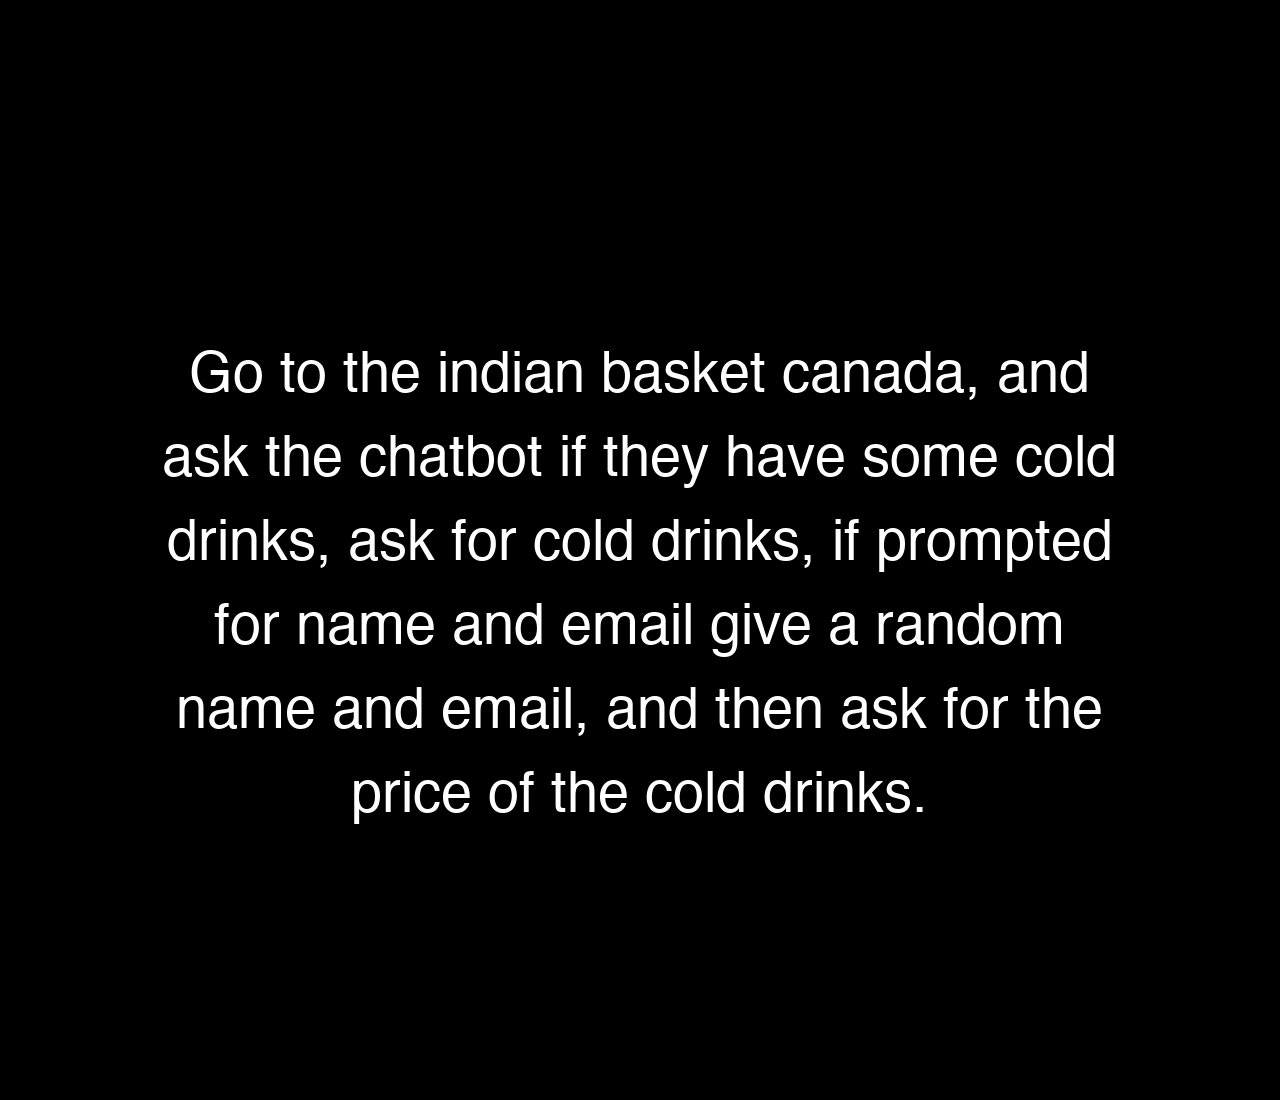 Go to the indian basket canada, and
ask the chatbot if they have some cold
drinks, ask for cold drinks, if prompted
for name and email give a random
name and email, and then ask for the
price of the cold drinks.